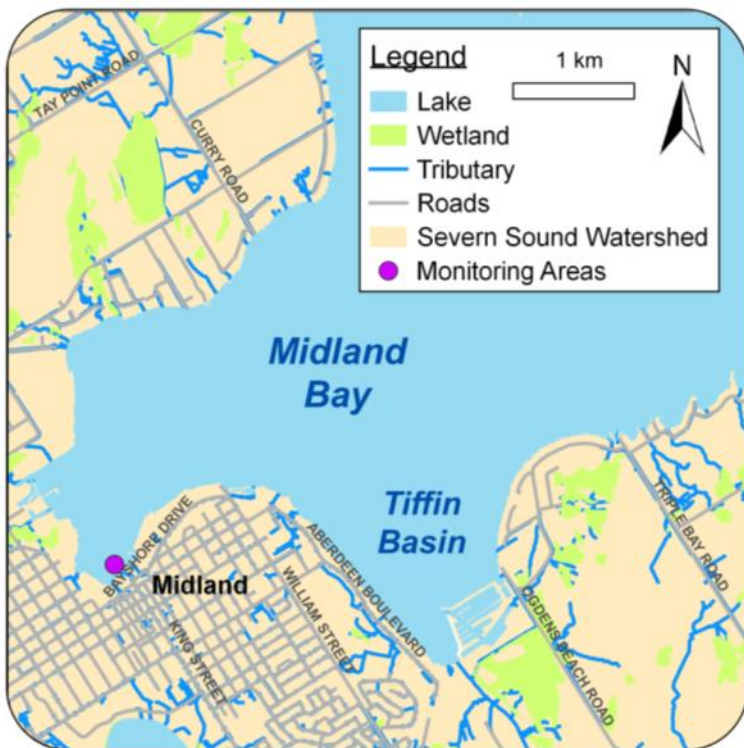 Legend
1 km
N
Lake
Wetland
Tributary
Roads
Severn Sound Watershed
Monitoring Areas
TAY POINT ROAD
CURRY ROAD
Midland
Bay
Tiffin
Basin
BAYSHORE DRIVE
Midland
KING STREET
WILLIAM STREET
ABERDEEN BOULEVARD
OGDENS BEACH ROAD
TRIPLE BAY ROAD